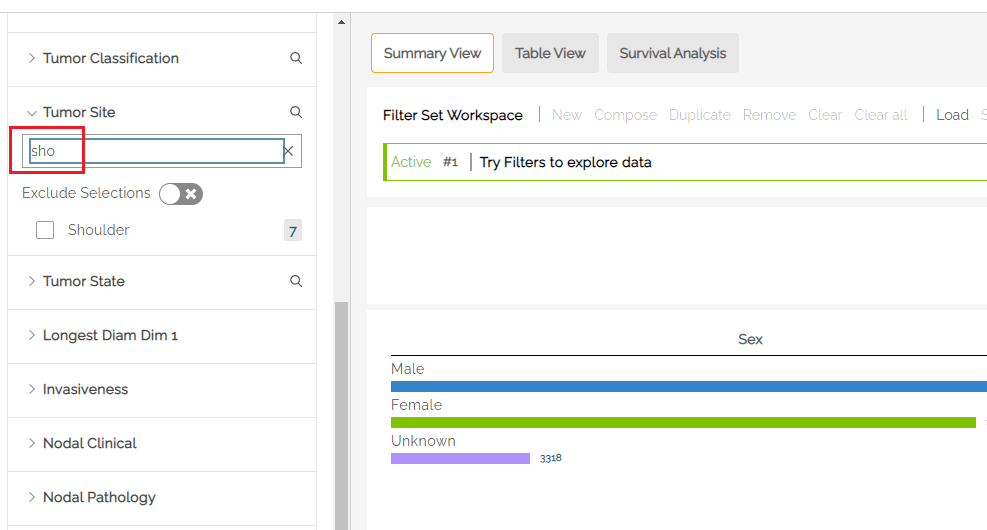 Tumor Classification
Tumor Site
sho
Exclude Selections
Shoulder 7
Tumor State
Longest Diam Dim 1
Invasiveness
Nodal Clinical
Nodal Pathology
Summary View Table View Survival Analysis
Filter Set Workspace | New Compose Duplicate Remove Clear Clear all | Load
Active #1 | Try Filters to explore data
Sex
Male
Female
Unknown
3318